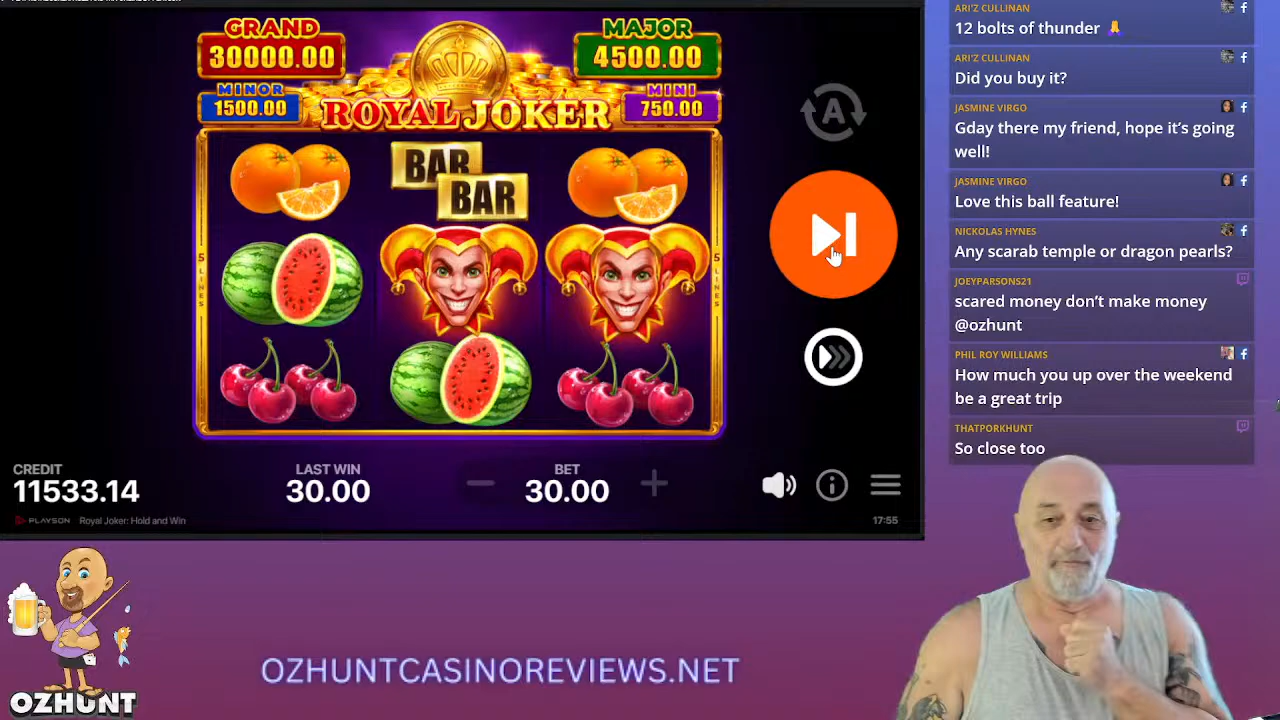 GRAND
30000.00
MAJOR
4500.00
MINOR
1500.00
ROYAL JOKER
MINI
750.00
A
BAR
BAR
5 LINES
5 LINES
CREDIT
11533.14
LAST WIN
30.00
BET
30.00
PLAYSON
Royal Joker: Hold and Win
17:55
ARI'Z CULLINAN
12 bolts of thunder
ARI'Z CULLINAN
Did you buy it?
JASMINE VIRGO
Gday there my friend, hope it's going
well!
JASMINE VIRGO
Love this ball feature!
NICKOLAS HYNES
Any scarab temple or dragon pearls?
JOEYPARSONS21
scared money don't make money
@ozhunt
PHIL ROY WILLIAMS
How much you up over the weekend
be a great trip
THATPORKHUNT
So close too
OZHUNT
OZHUNTCASINOREVIEWS.NET